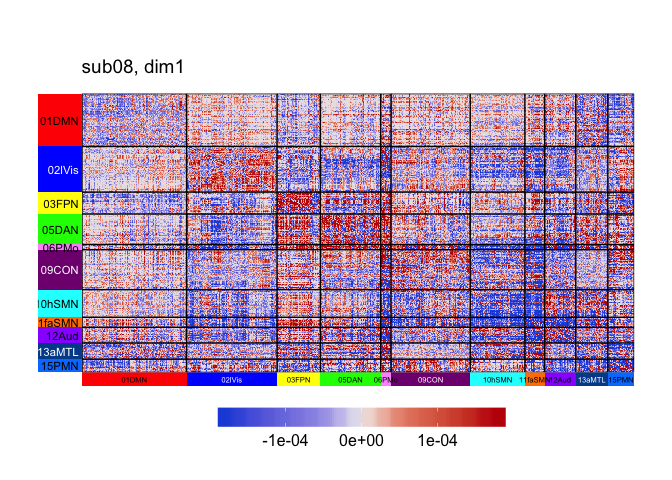 sub08, dim1
01DMN
02lVis
03FPN
05DAN
06PMo
09CON
10hSMN
1faSMN
12Aud
13aMTL
15PMN
01DMN 02lVis 03FPN 05DAN 06PMo 09CON 10hSMN 11faSMN 12Aud 13aMTL 15PMN
-1e-04 0e+00 1e-04